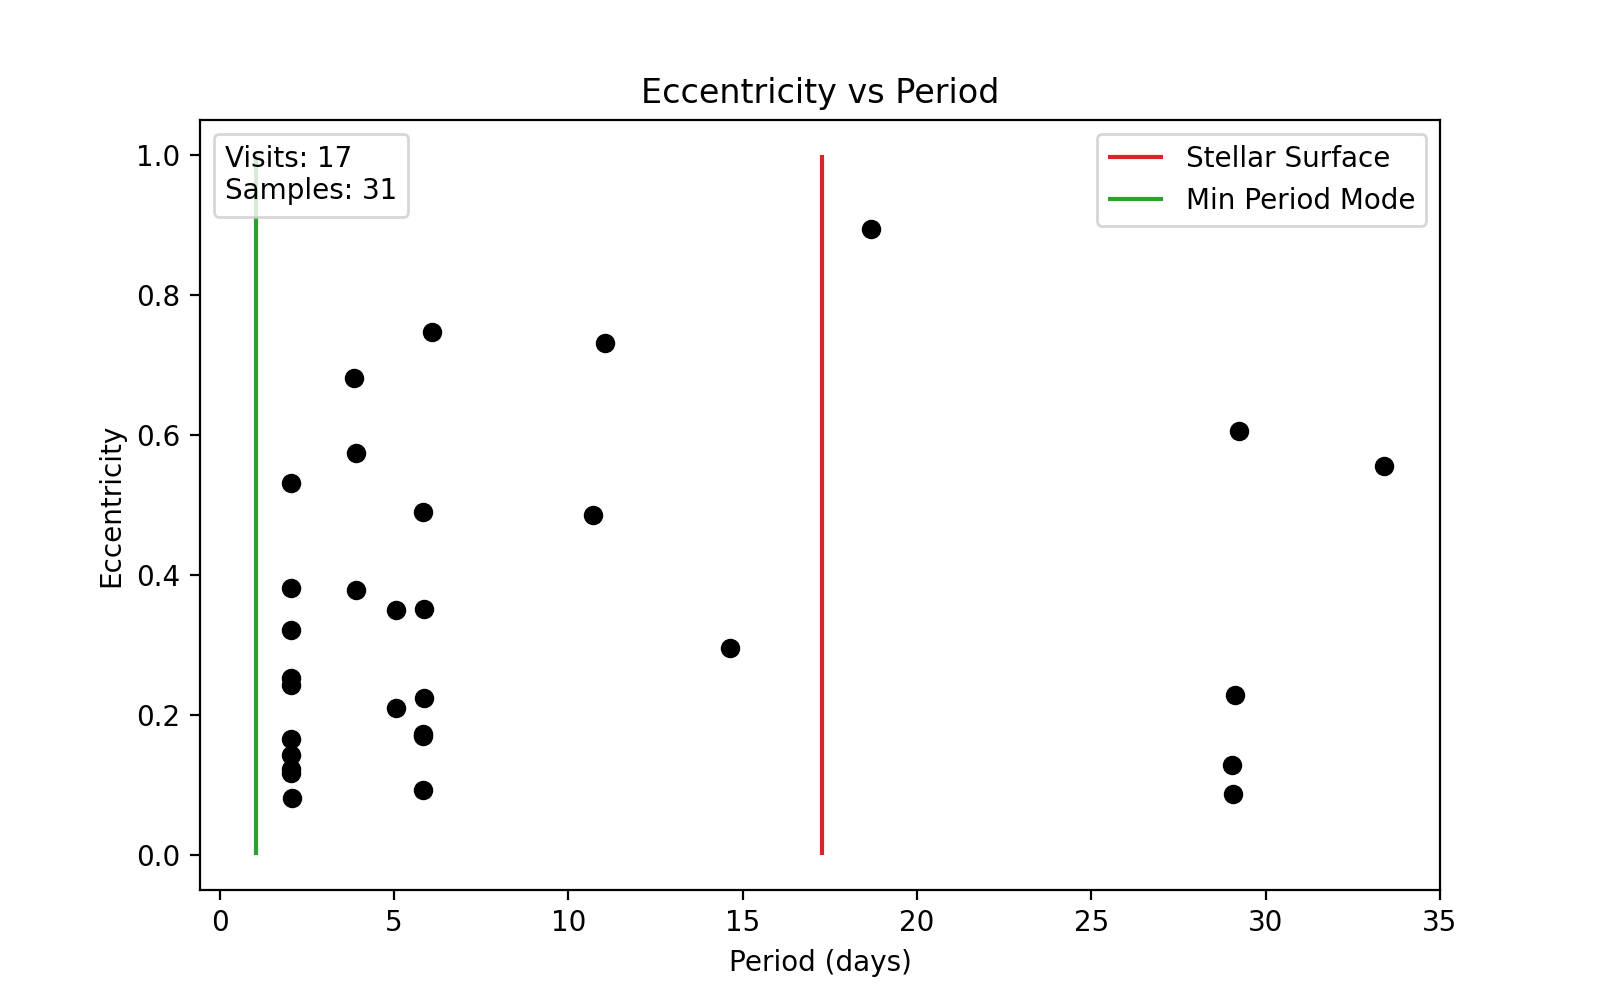 Eccentricity vs Period
Visits: 17
Samples: 31
Stellar Surface
Min Period Mode
Eccentricity
1.0
0.8
0.6
0.4
0.2
0.0
0 5 10 15 20 25 30 35
Period (days)